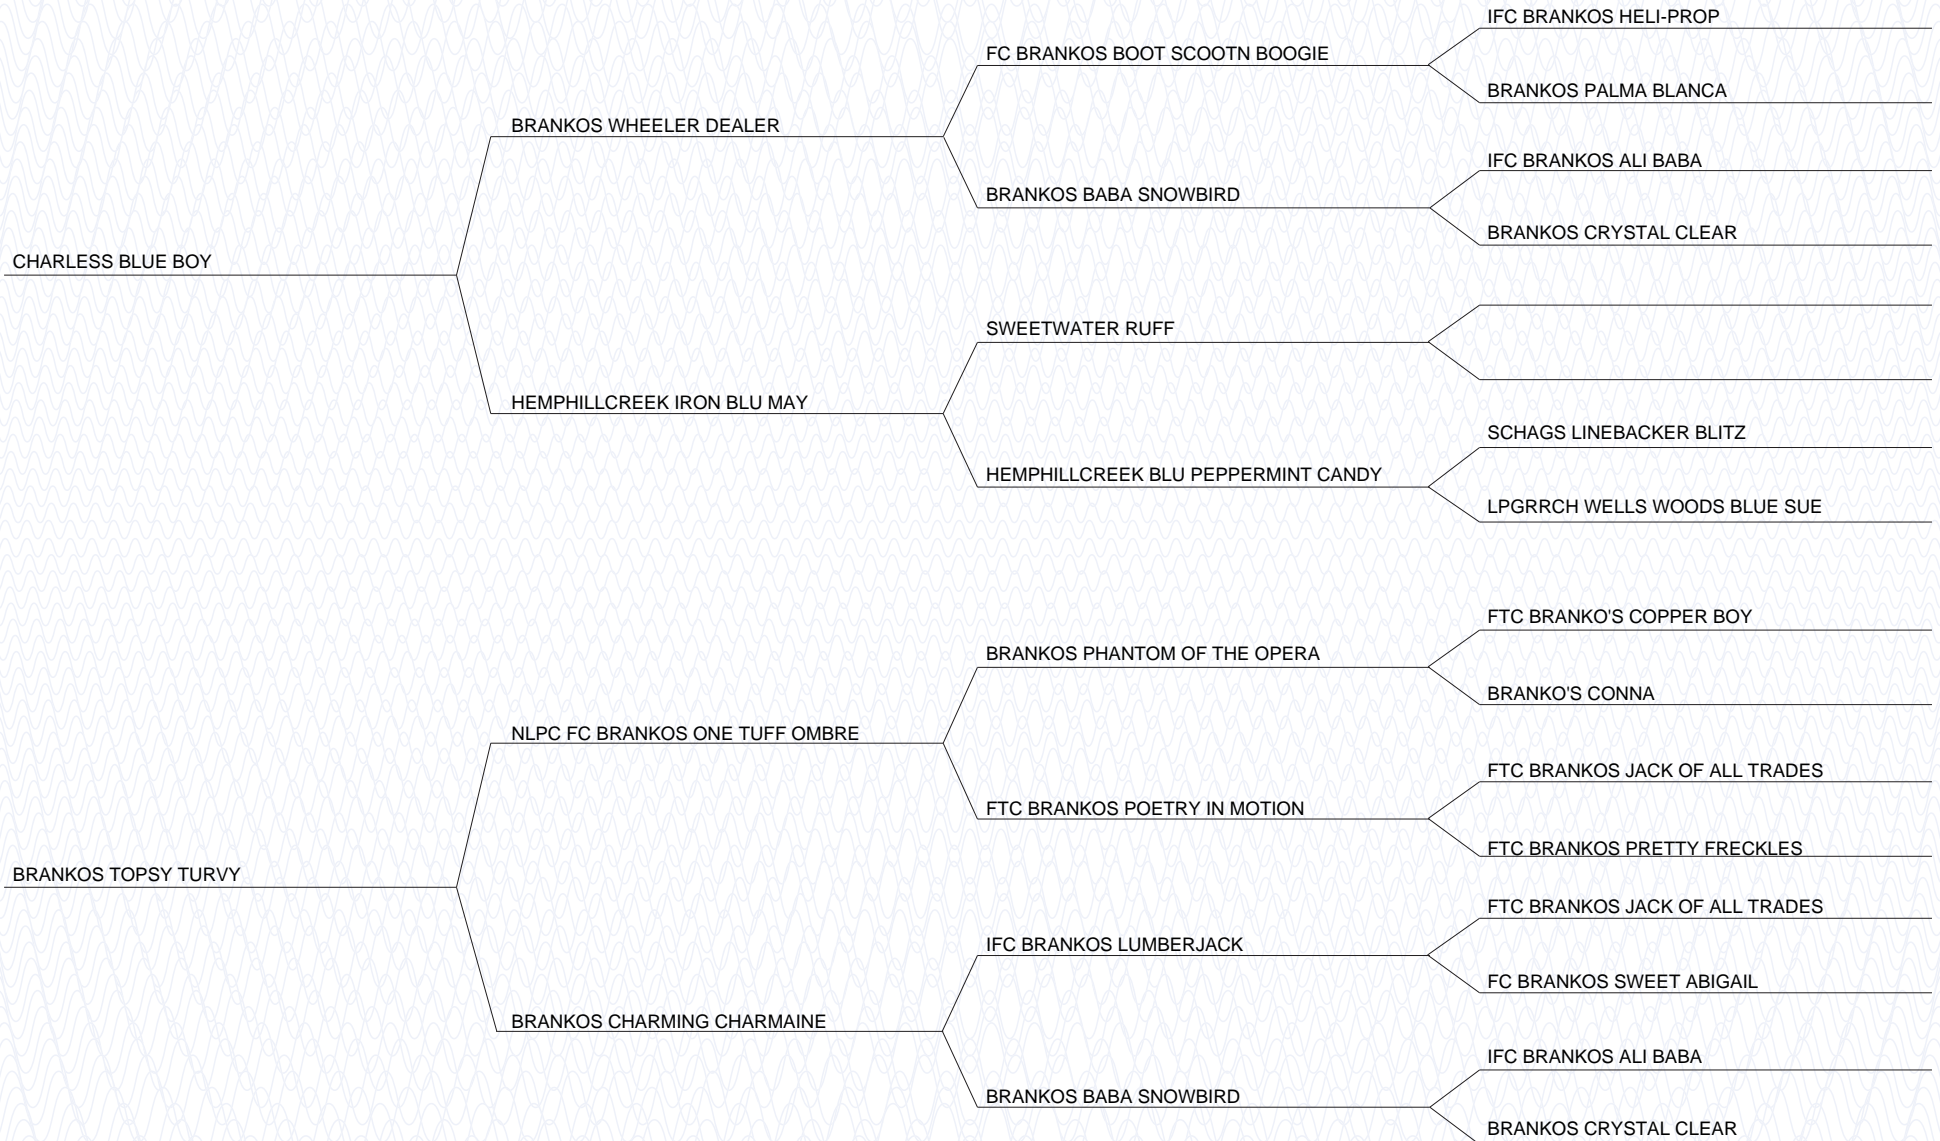 IFC BRANKOS HELI-PROP
FC BRANKOS BOOT SCOOTN BOOGIE
BRANKOS PALMA BLANCA
BRANKOS WHEELER DEALER
IFC BRANKOS ALI BABA
BRANKOS BABA SNOWBIRD
BRANKOS CRYSTAL CLEAR
CHARLESS BLUE BOY
SWEETWATER RUFF
HEMPHILLCREEK IRON BLU MAY
SCHAGS LINEBACKER BLITZ
HEMPHILLCREEK BLU PEPPERMINT CANDY
LPGRRCH WELLS WOODS BLUE SUE
FTC BRANKO'S COPPER BOY
BRANKOS PHANTOM OF THE OPERA
BRANKO'S CONNA
NLPC FC BRANKOS ONE TUFF OMBRE
FTC BRANKOS JACK OF ALL TRADES
FTC BRANKOS POETRY IN MOTION
FTC BRANKOS PRETTY FRECKLES
BRANKOS TOPSY TURVY
FTC BRANKOS JACK OF ALL TRADES
IFC BRANKOS LUMBERJACK
FC BRANKOS SWEET ABIGAIL
BRANKOS CHARMING CHARMAINE
IFC BRANKOS ALI BABA
BRANKOS BABA SNOWBIRD
BRANKOS CRYSTAL CLEAR